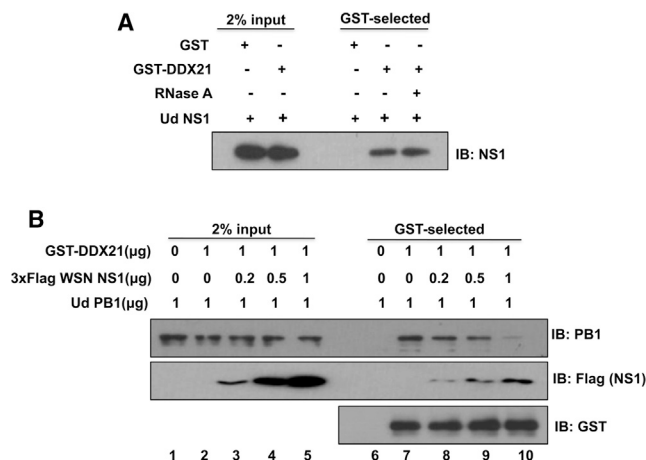 A
2% input GST-selected
GST + - + - -
GST-DDX21 - + - + +
RNase A - - - - +
Ud NS1 + + + + +
IB: NS1
B
2% input GST-selected
GST-DDX21(µg) 0 1 1 1 1 0 1 1 1 1
3xFlag WSN NS1(µg) 0 0 0.2 0.5 1 0 0 0.2 0.5 1
Ud PB1(µg) 1 1 1 1 1 1 1 1 1 1
IB: PB1
IB: Flag (NS1)
IB: GST
1 2 3 4 5 6 7 8 9 10